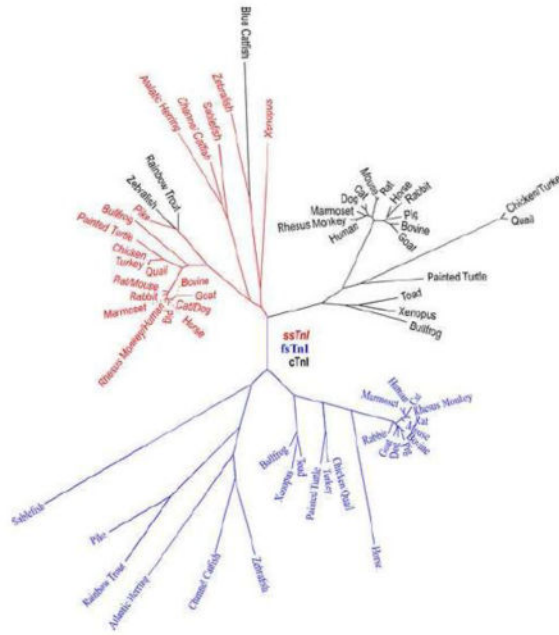 Blue Catfish
Zebrafish
Atlantic Herring
Channel Catfish
Sablefish
Xenopus
Rainbow Trout
Zebrafish
Pike
Bullfrog
Painted Turtle
Chicken
Turkey
Quail
Rat/Mouse
Rabbit
Marmoset
Rhesus Monkey/Human
Pig
Bovine
Goat
Cat/Dog
Horse
Mouse
Rat
Cat
Dog
Marmoset
Rhesus Monkey
Human
Horse
Rabbit
Pig
Bovine
Goat
Chicken/Turke
Quail
Painted Turtle
Toad
Xenopus
Bullfrog
ssTnI
fsTnI
cTnI
Human
Marmoset
Rhesus Monkey
Rat
Horse
Chicken Quail
Turkey
Painted Turtle
Toad
Xenopus
Bullfrog
Zebrafish
Channel Catfish
Atlantic Herring
Rainbow Trout
Pike
Sablefish